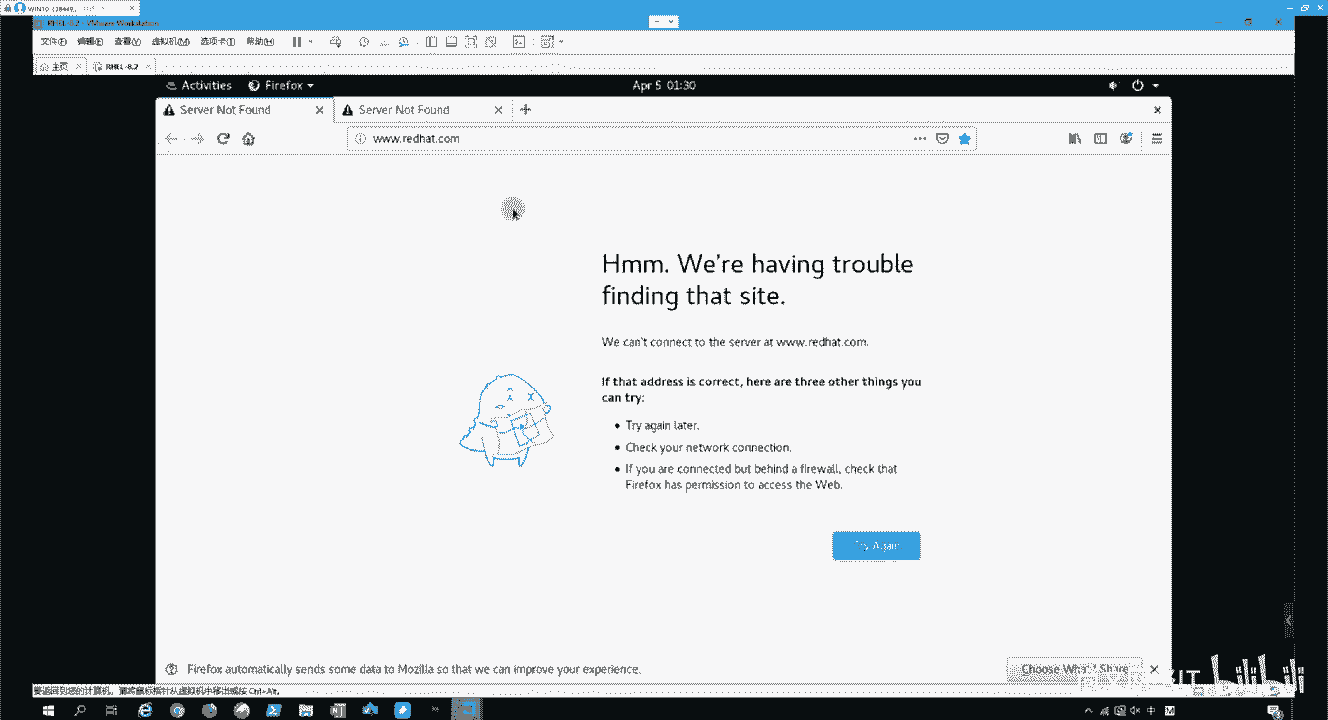 RHEL-8.2 - VMware Workstation
文件(F) 编辑(E) 查看(V) 虚拟机(M) 选项卡(T) 帮助(H)
主页 RHEL-8.2
Activities Firefox Apr 5 01:30
Server Not Found Server Not Found
www.redhat.com
Hmm. We're having trouble
finding that site.
We can't connect to the server at www.redhat.com.
If that address is correct, here are three other things you
can try:
Try again later.
Check your network connection.
If you are connected but behind a firewall, check that
Firefox has permission to access the Web.
Try Again
Firefox automatically sends some data to Mozilla so that we can improve your experience.
Choose What I Share
要返回到您的计算机，请将鼠标指针从虚拟机中移出或按 Ctrl+Alt。
bilibili
中